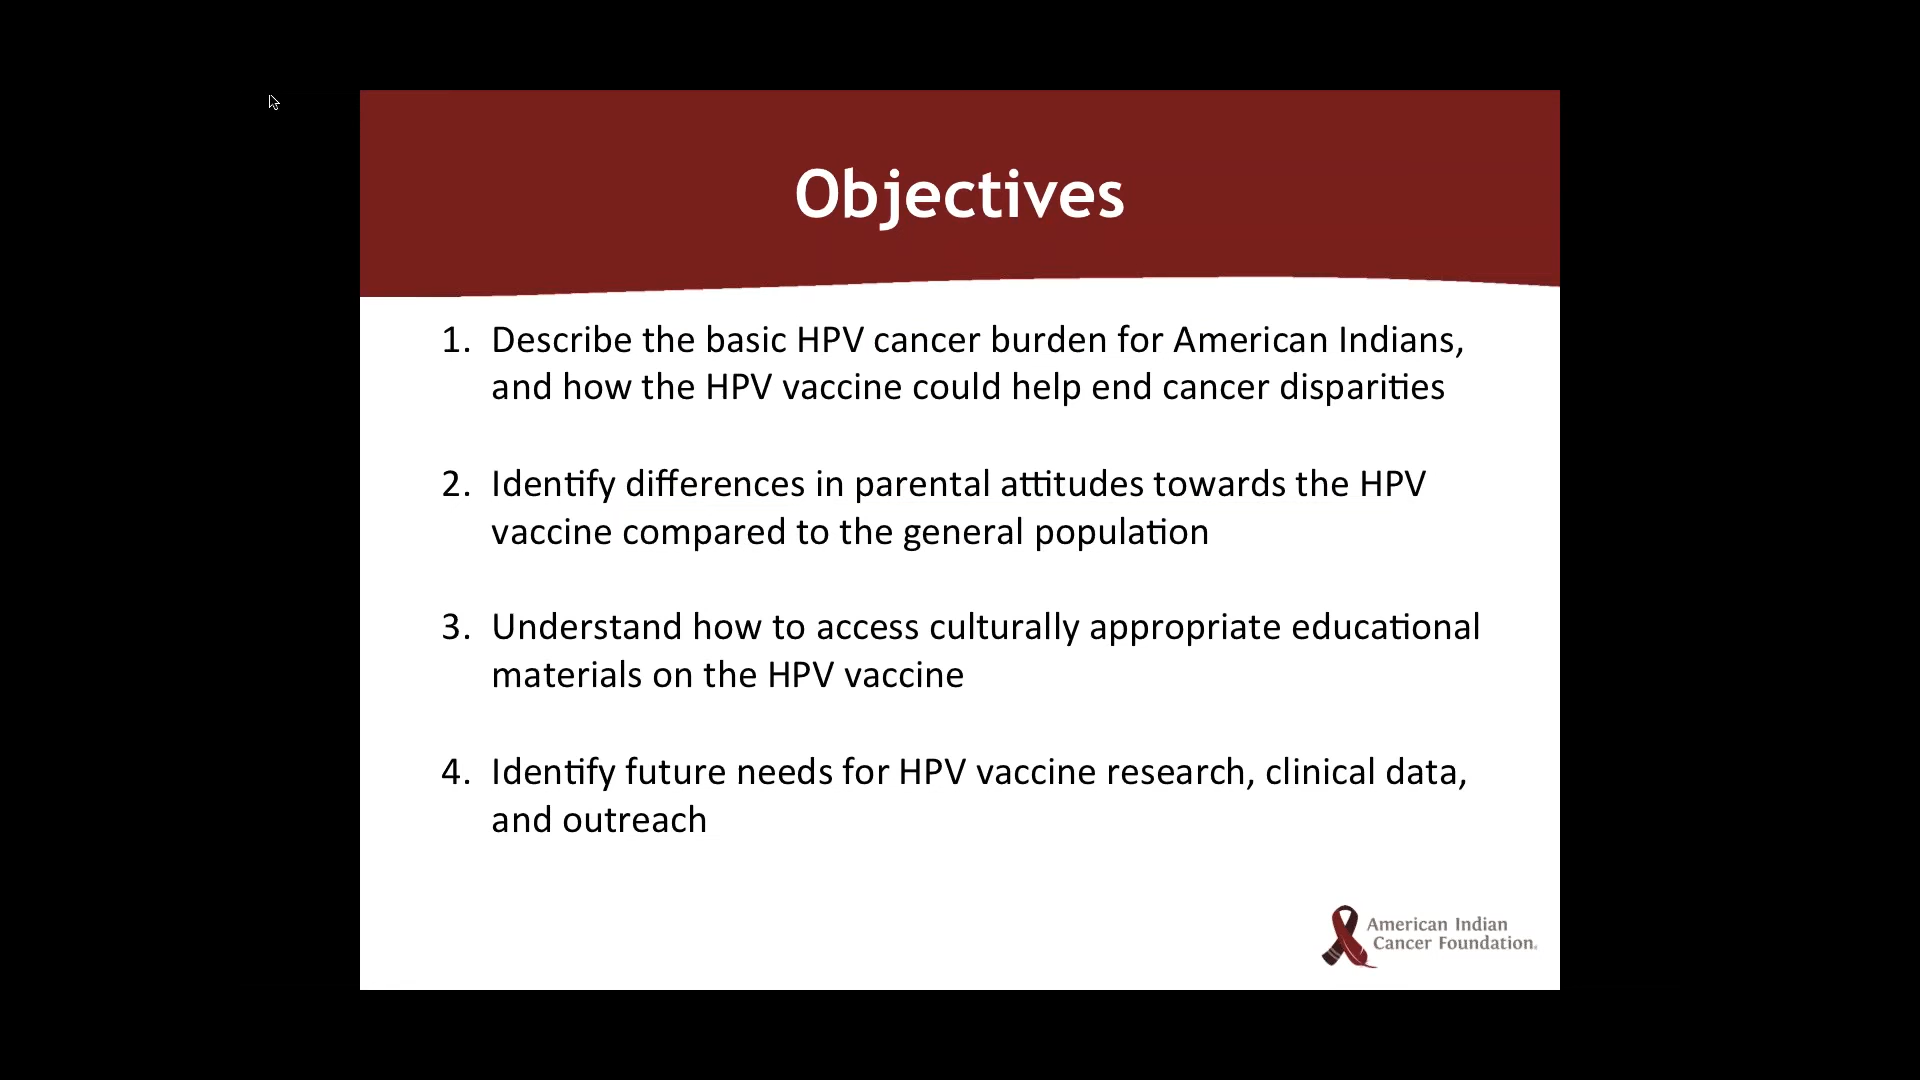 Objectives
1. Describe the basic HPV cancer burden for American Indians,
and how the HPV vaccine could help end cancer disparities
2. Identify differences in parental attitudes towards the HPV
vaccine compared to the general population
3. Understand how to access culturally appropriate educational
materials on the HPV vaccine
4. Identify future needs for HPV vaccine research, clinical data,
and outreach
American Indian
Cancer Foundation.